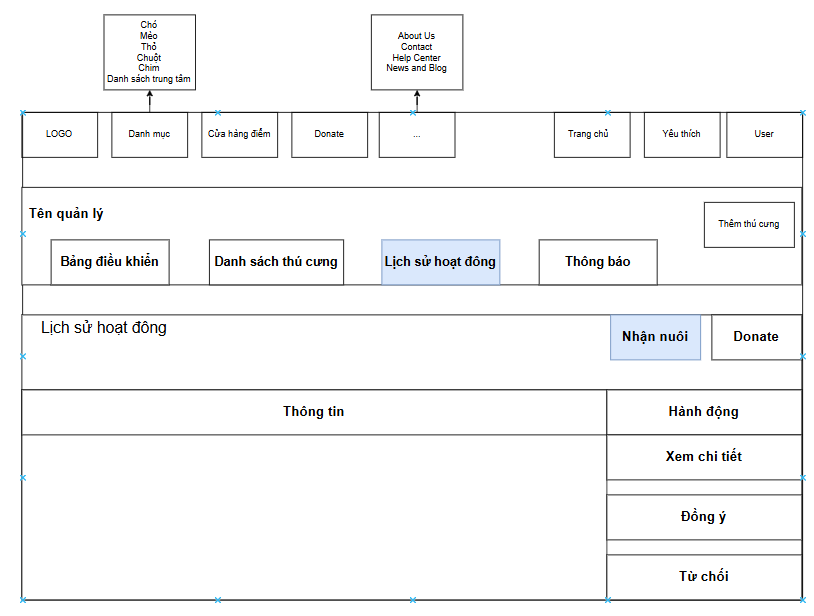 Chó
Mèo
Thỏ
Chuột
Chim
Danh sách trung tâm
About Us
Contact
Help Center
News and Blog
LOGO
Danh mục
Cửa hàng điểm
Donate
...
Trang chủ
Yêu thích
User
Tên quản lý
Thêm thú cưng
Bảng điều khiển
Danh sách thú cưng
Lịch sử hoạt đông
Thông báo
Lịch sử hoạt đông
Nhận nuôi
Donate
Thông tin
Hành động
Xem chi tiết
Đồng ý
Từ chối